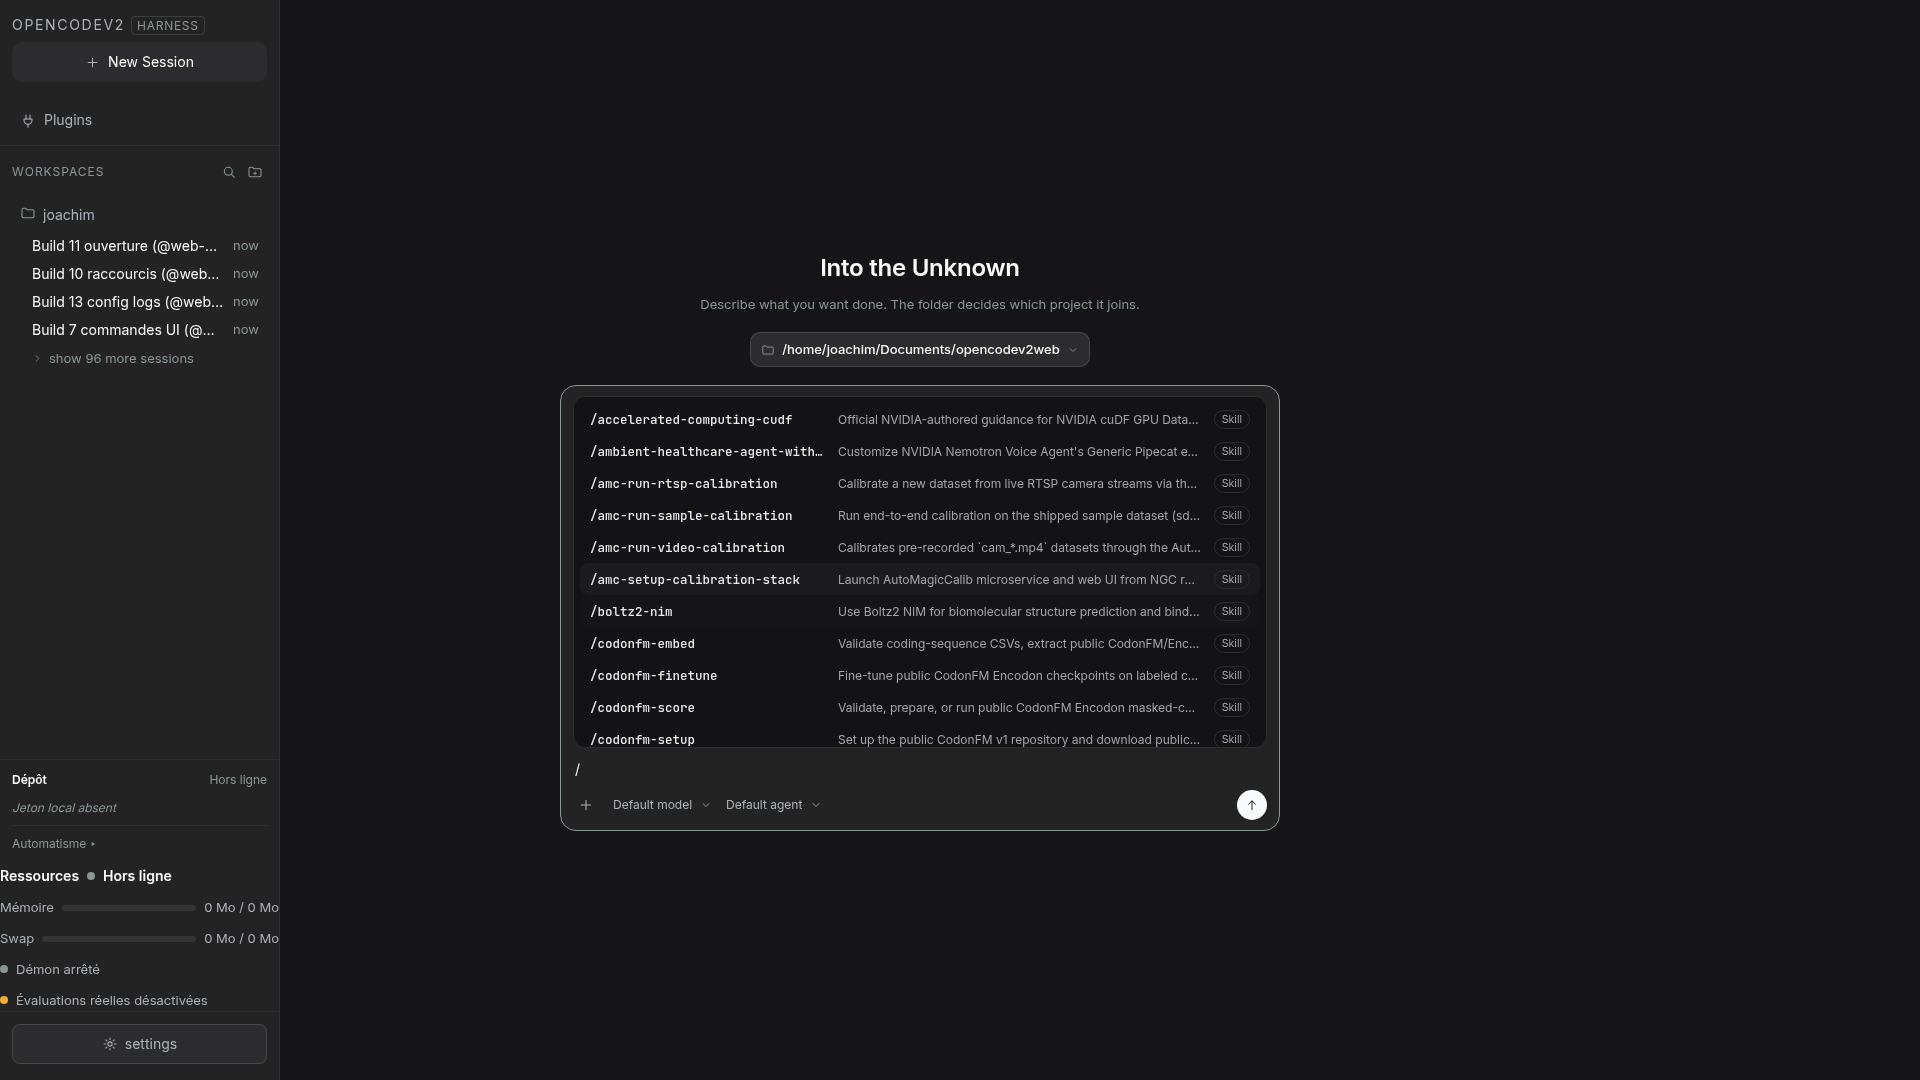 OPENCODEV2 HARNESS
New Session
Plugins
WORKSPACES
joachim
Build 11 ouverture (@web-... now
Build 10 raccourcis (@web... now
Build 13 config logs (@web... now
Build 7 commandes UI (@... now
show 96 more sessions
Dépôt Hors ligne
Jeton local absent
Automatisme
Ressources Hors ligne
Mémoire 0 Mo / 0 Mo
Swap 0 Mo / 0 Mo
Démon arrêté
Évaluations réelles désactivées
settings
Into the Unknown
Describe what you want done. The folder decides which project it joins.
/home/joachim/Documents/opencodev2web
/accelerated-computing-cudf Official NVIDIA-authored guidance for NVIDIA cuDF GPU Data... Skill
/ambient-healthcare-agent-with... Customize NVIDIA Nemotron Voice Agent's Generic Pipecat e... Skill
/amc-run-rtsp-calibration Calibrate a new dataset from live RTSP camera streams via th... Skill
/amc-run-sample-calibration Run end-to-end calibration on the shipped sample dataset (sd... Skill
/amc-run-video-calibration Calibrates pre-recorded `cam_*.mp4` datasets through the Aut... Skill
/amc-setup-calibration-stack Launch AutoMagicCalib microservice and web UI from NGC r... Skill
/boltz2-nim Use Boltz2 NIM for biomolecular structure prediction and bind... Skill
/codonfm-embed Validate coding-sequence CSVs, extract public CodonFM/Enc... Skill
/codonfm-finetune Fine-tune public CodonFM Encodon checkpoints on labeled c... Skill
/codonfm-score Validate, prepare, or run public CodonFM Encodon masked-c... Skill
/codonfm-setup Set up the public CodonFM v1 repository and download public... Skill
/
Default model Default agent